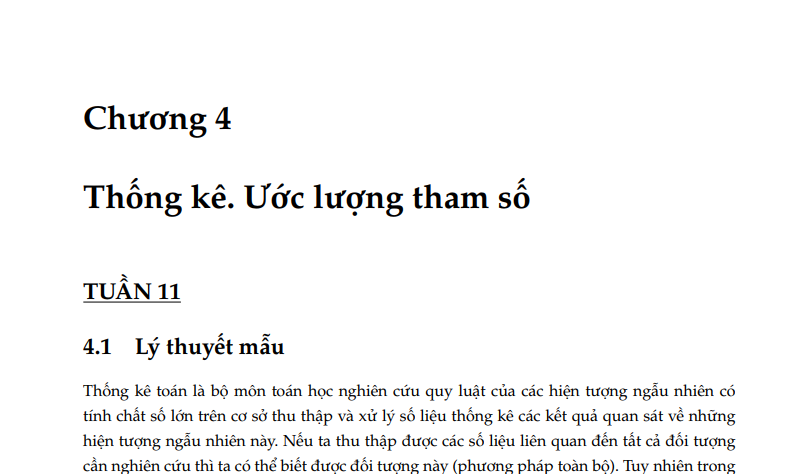 Chương 4
Thống kê. Ước lượng tham số
TUẦN 11
4.1 Lý thuyết mẫu
Thống kê toán là bộ môn toán học nghiên cứu quy luật của các hiện tượng ngẫu nhiên có
tính chất số lớn trên cơ sở thu thập và xử lý số liệu thống kê các kết quả quan sát về những
hiện tượng ngẫu nhiên này. Nếu ta thu thập được các số liệu liên quan đến tất cả đối tượng
cần nghiên cứu thì ta có thể biết được đối tượng này (phương pháp toàn bộ). Tuy nhiên trong